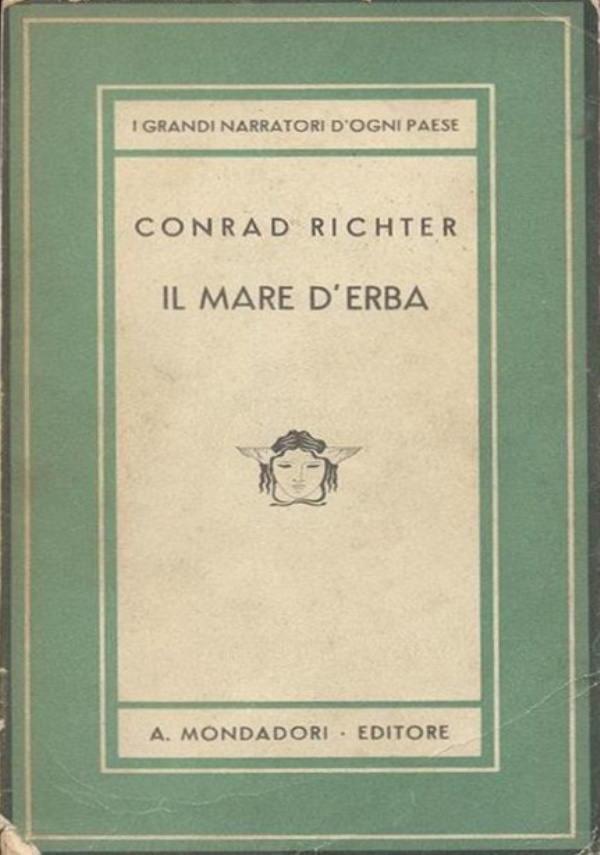 I GRANDI NARRATORI D'OGNI PAESE
CONRAD RICHTER
IL MARE D'ERBA
A. MONDADORI · EDITORE